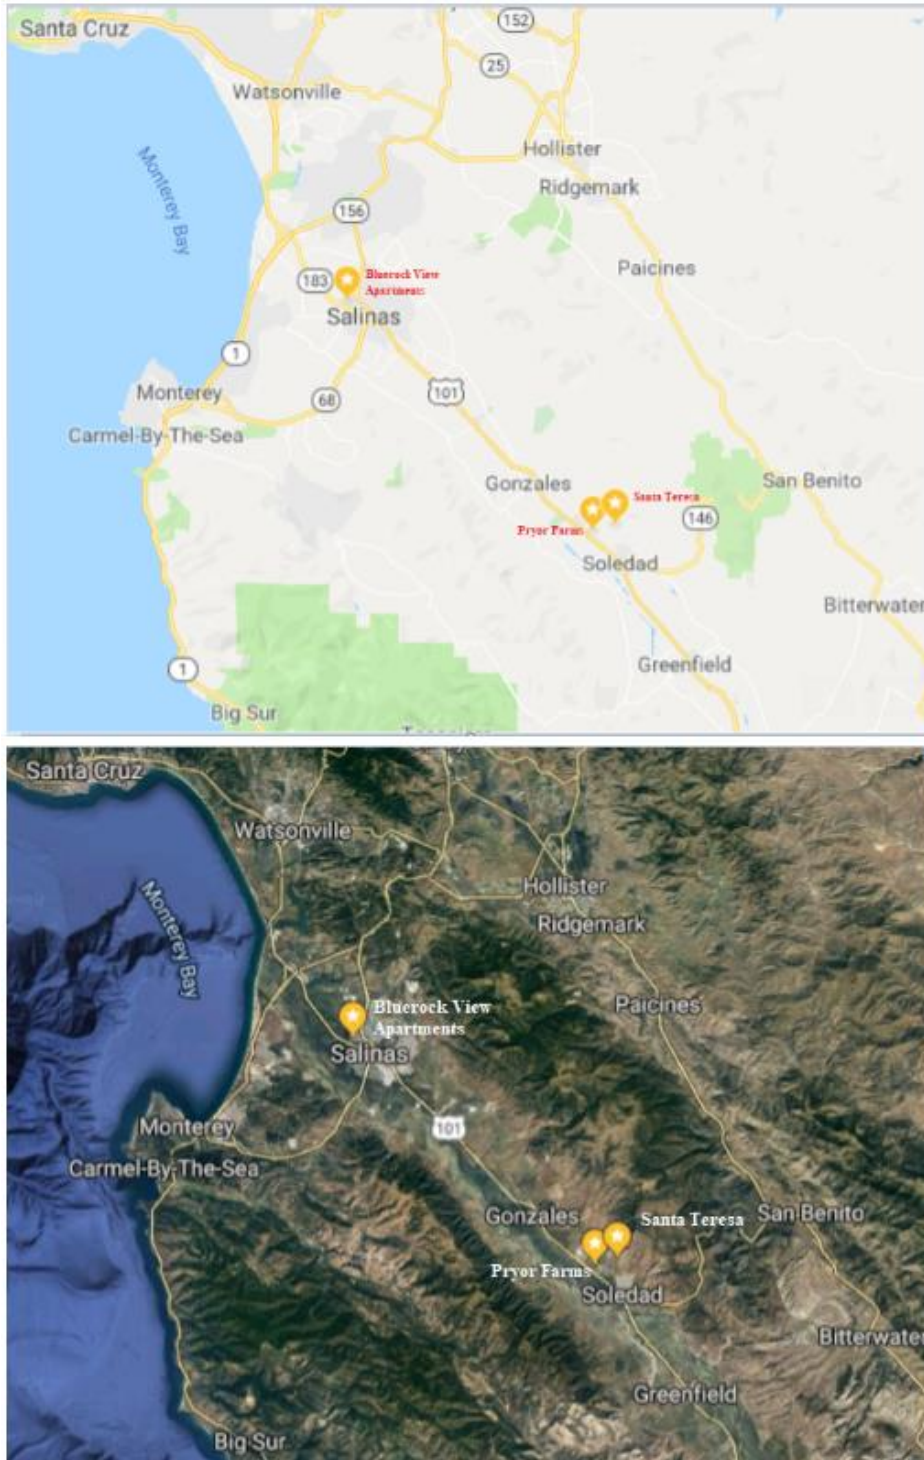 152
Santa Cruz
25
Watsonville
Hollister
Monterey Bay
Ridgemark
156
Paicines
183
Bluerock View
Apartments
Salinas
1
Monterey
68
101
Carmel-By-The-Sea
Gonzales
San Benito
Santa Teresa
146
Pryor Farms
Soledad
Bitterwater
Greenfield
1
Big Sur
Santa Cruz
Watsonville
Hollister
Monterey Bay
Ridgemark
Paicines
Bluerock View
Apartments
Salinas
Monterey
101
Carmel-By-The-Sea
Gonzales
Santa Teresa
San Benito
Pryor Farms
Soledad
Bitterwater
Greenfield
Big Sur